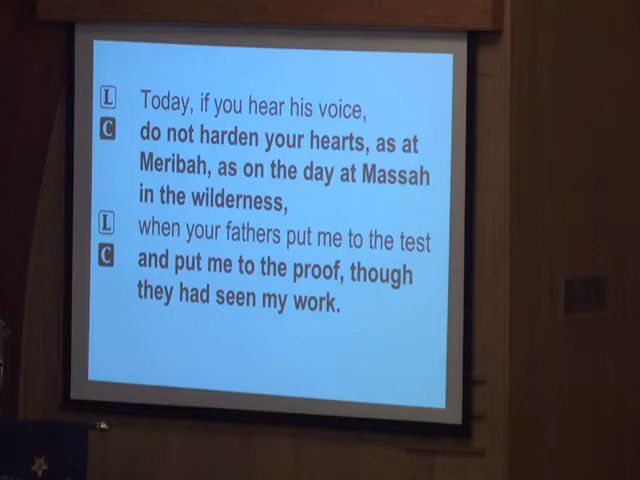 L Today, if you hear his voice,
C do not harden your hearts, as at
Meribah, as on the day at Massah
in the wilderness,
L when your fathers put me to the test
C and put me to the proof, though
they had seen my work.